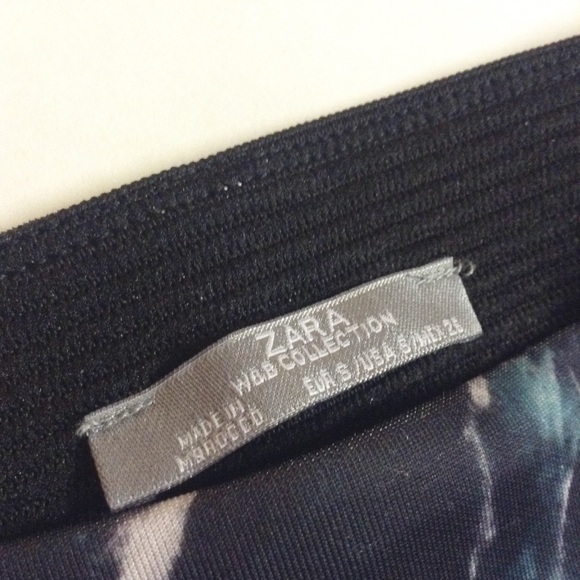 ZARA
W&B COLLECTION
EUR S / USA S / MEX 26
MADE IN
MOROCCO